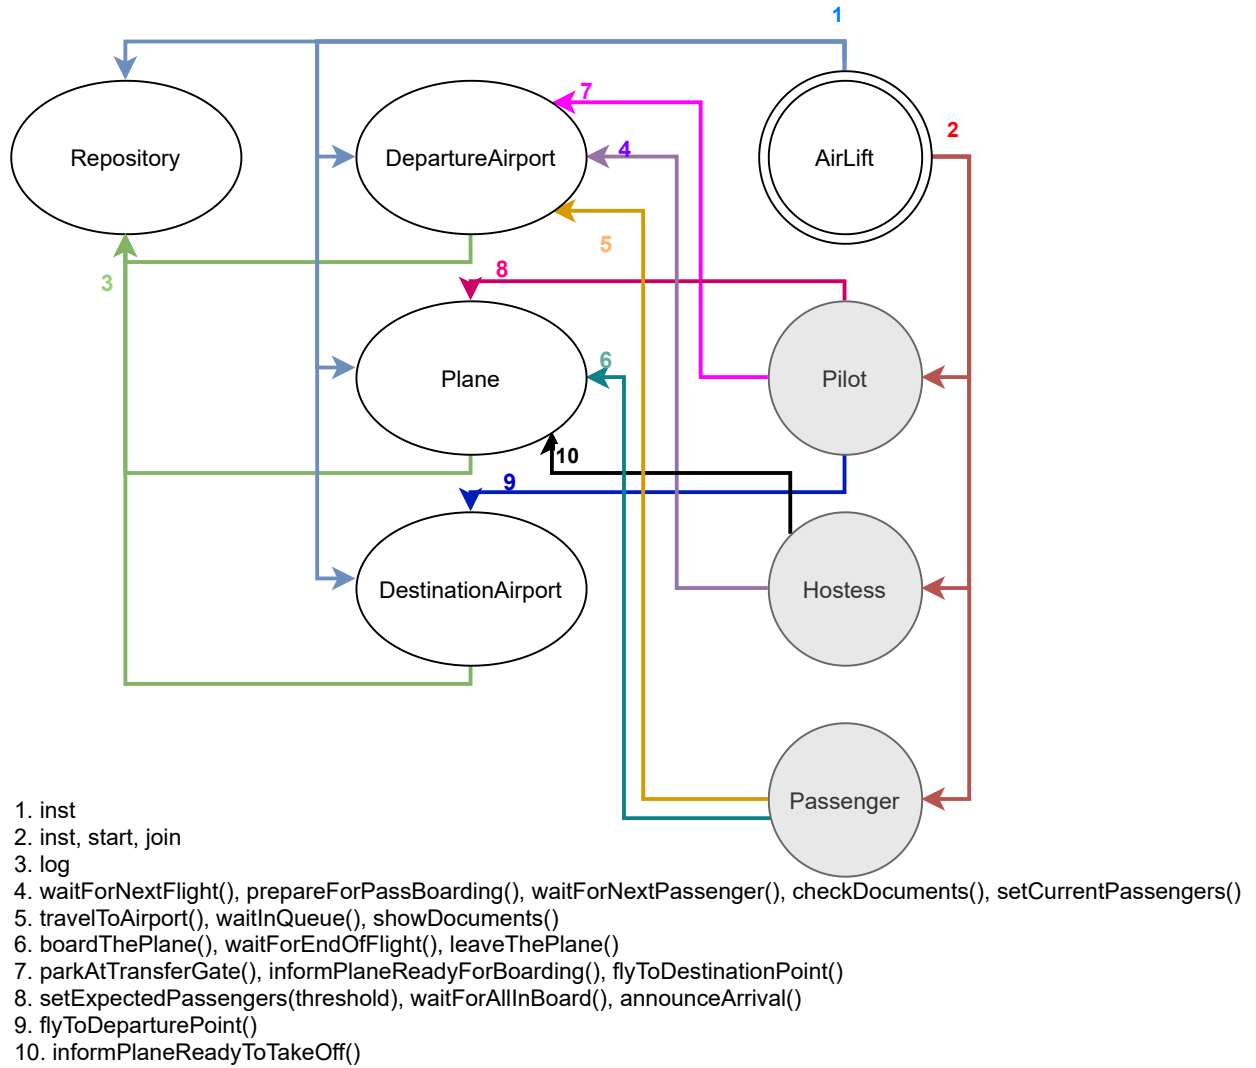 1
7
2
Repository
DepartureAirport
4
AirLift
5
3
8
6
Plane
Pilot
10
9
DestinationAirport
Hostess
Passenger
1. inst
2. inst, start, join
3. log
4. waitForNextFlight(), prepareForPassBoarding(), waitForNextPassenger(), checkDocuments(), setCurrentPassengers()
5. travelToAirport(), waitInQueue(), showDocuments()
6. boardThePlane(), waitForEndOfFlight(), leaveThePlane()
7. parkAtTransferGate(), informPlaneReadyForBoarding(), flyToDestinationPoint()
8. setExpectedPassengers(threshold), waitForAllInBoard(), announceArrival()
9. flyToDeparturePoint()
10. informPlaneReadyToTakeOff()